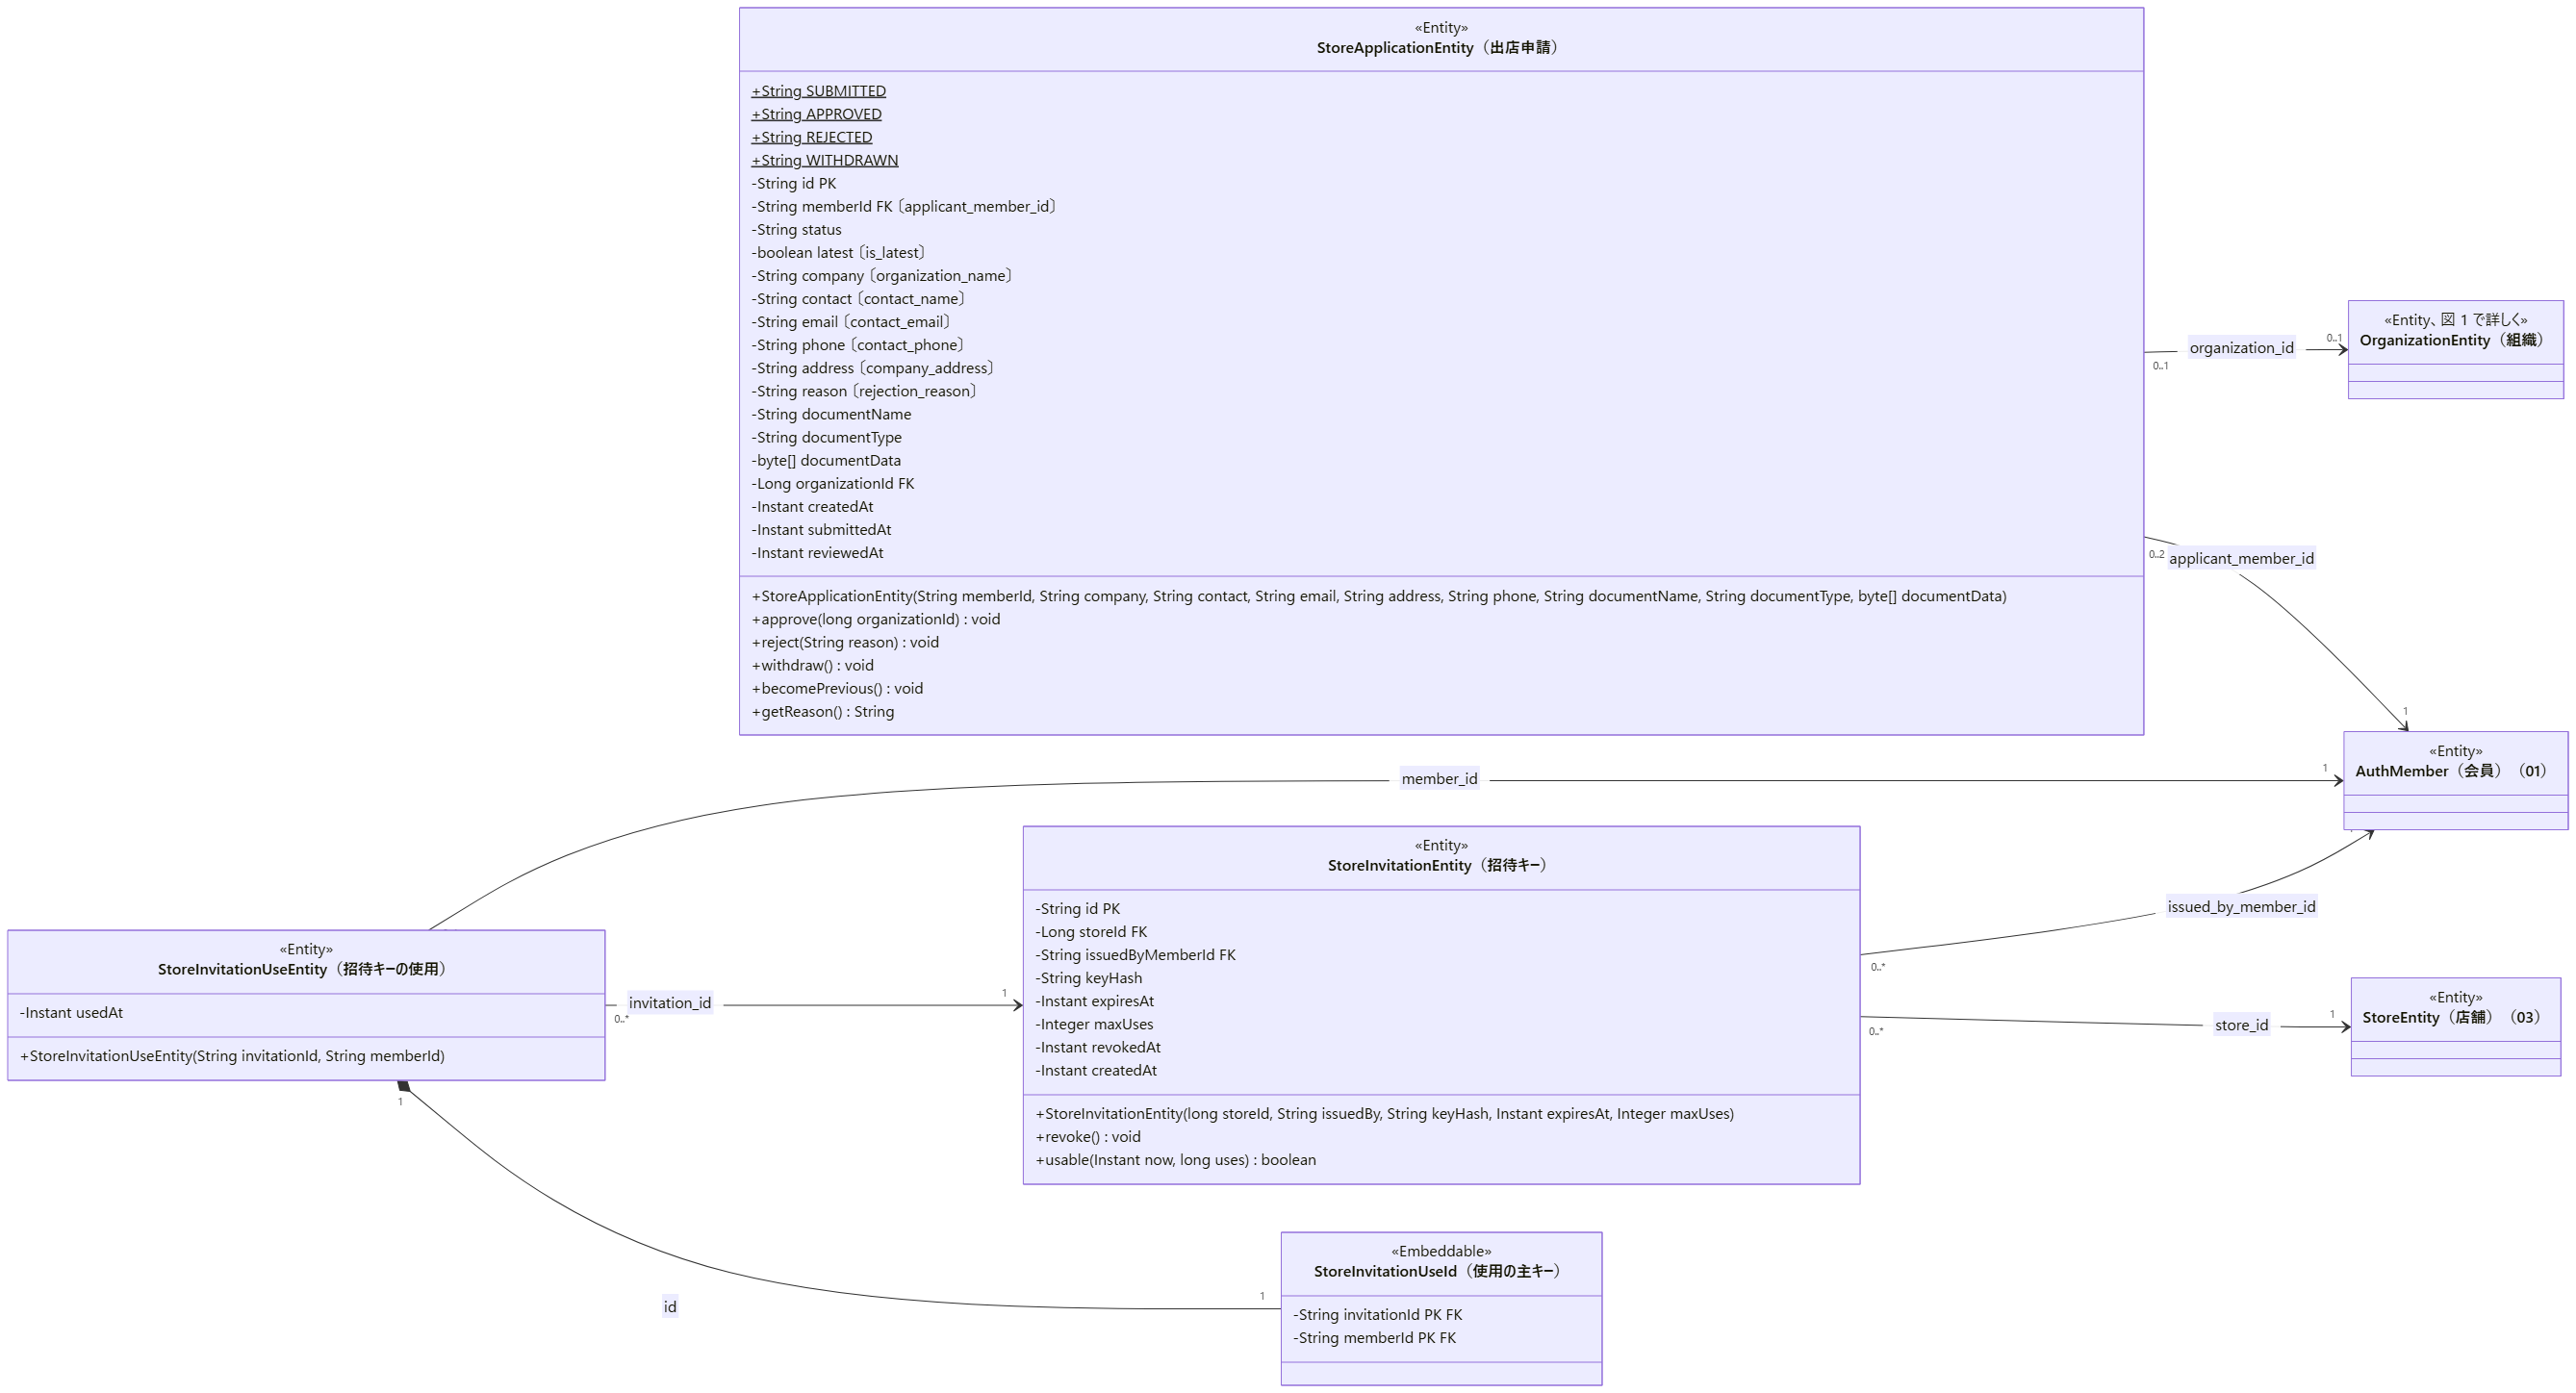 «Entity»
StoreApplicationEntity（出店申請）
+String SUBMITTED
+String APPROVED
+String REJECTED
+String WITHDRAWN
-String id PK
-String memberId FK〔applicant_member_id〕
-String status
-boolean latest〔is_latest〕
-String company〔organization_name〕
-String contact〔contact_name〕
-String email〔contact_email〕
-String phone〔contact_phone〕
-String address〔company_address〕
-String reason〔rejection_reason〕
-String documentName
-String documentType
-byte[] documentData
-Long organizationId FK
-Instant createdAt
-Instant submittedAt
-Instant reviewedAt
+StoreApplicationEntity(String memberId, String company, String contact, String email, String address, String phone, String documentName, String documentType, byte[] documentData)
+approve(long organizationId) : void
+reject(String reason) : void
+withdraw() : void
+becomePrevious() : void
+getReason() : String
0..1
organization_id
0..1
«Entity、図 1 で詳しく»
OrganizationEntity（組織）
0..2
applicant_member_id
1
«Entity»
AuthMember（会員）（01）
member_id
1
«Entity»
StoreInvitationEntity（招待キー）
-String id PK
-Long storeId FK
-String issuedByMemberId FK
-String keyHash
-Instant expiresAt
-Integer maxUses
-Instant revokedAt
-Instant createdAt
+StoreInvitationEntity(long storeId, String issuedBy, String keyHash, Instant expiresAt, Integer maxUses)
+revoke() : void
+usable(Instant now, long uses) : boolean
issued_by_member_id
0..*
0..*
store_id
1
«Entity»
StoreEntity（店舗）（03）
«Entity»
StoreInvitationUseEntity（招待キーの使用）
-Instant usedAt
+StoreInvitationUseEntity(String invitationId, String memberId)
invitation_id
0..*
1
1
id
1
«Embeddable»
StoreInvitationUseId（使用の主キー）
-String invitationId PK FK
-String memberId PK FK